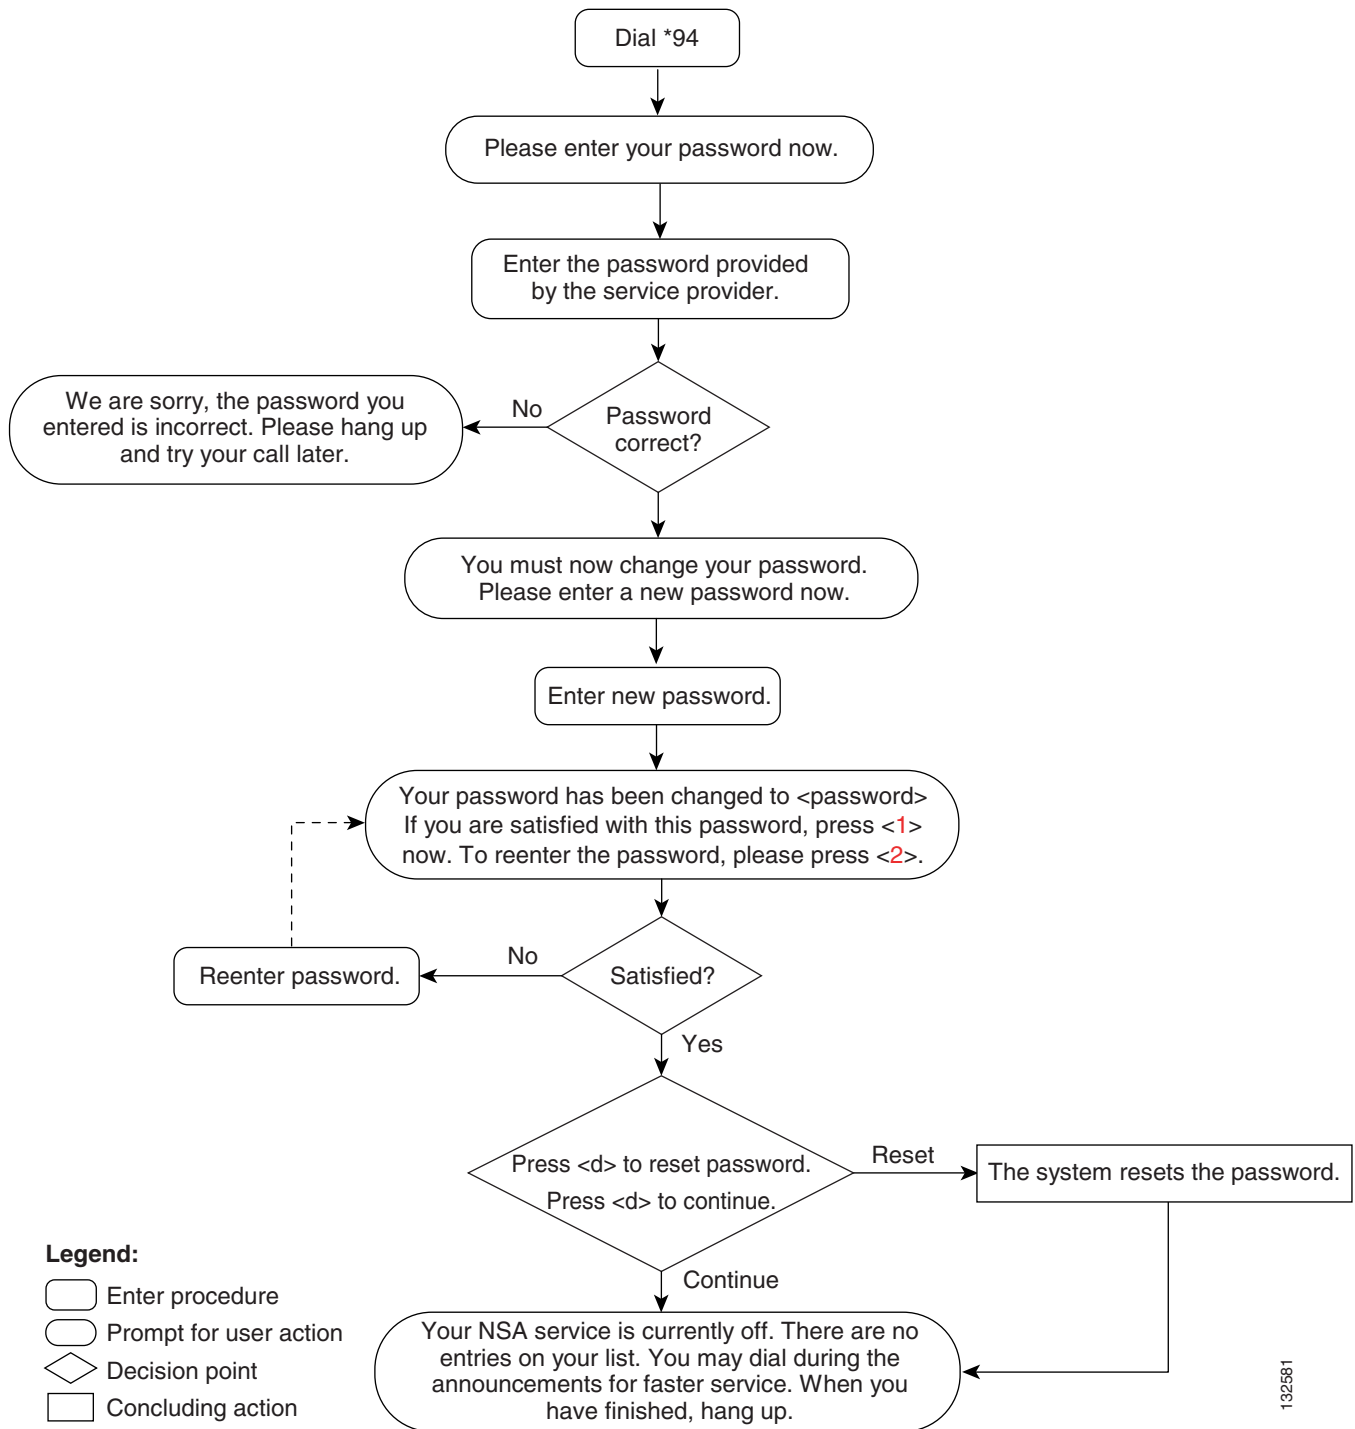 Dial *94
Please enter your password now.
Enter the password provided
by the service provider.
We are sorry, the password you
entered is incorrect. Please hang up
and try your call later.
No
Password
correct?
You must now change your password.
Please enter a new password now.
Enter new password.
Your password has been changed to <password>
If you are satisfied with this password, press <1>
now. To reenter the password, please press <2>.
Reenter password.
No
Satisfied?
Yes
Press <d> to reset password.
Press <d> to continue.
Reset
The system resets the password.
Continue
Your NSA service is currently off. There are no
entries on your list. You may dial during the
announcements for faster service. When you
have finished, hang up.
Legend:
Enter procedure
Prompt for user action
Decision point
Concluding action
132581